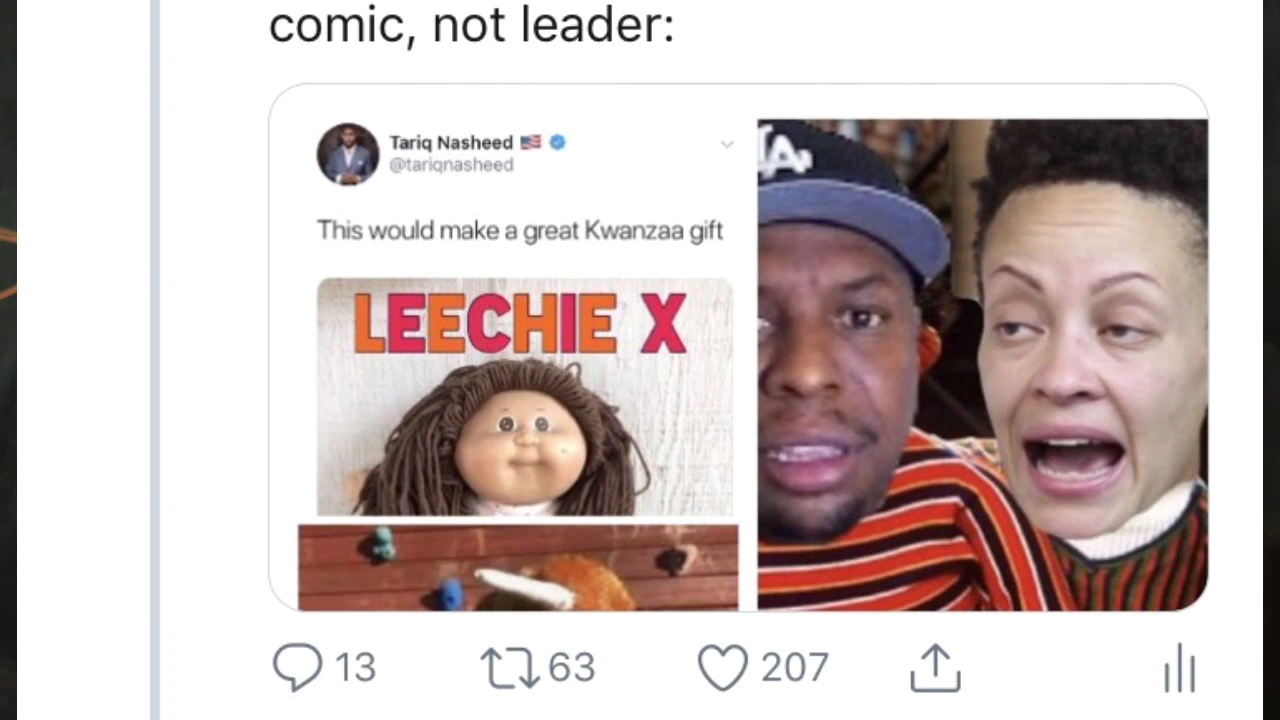 comic, not leader:
Tariq Nasheed 🇺🇸
@tariqnasheed
This would make a great Kwanzaa gift
LEECHIE X
LA
13 63 207